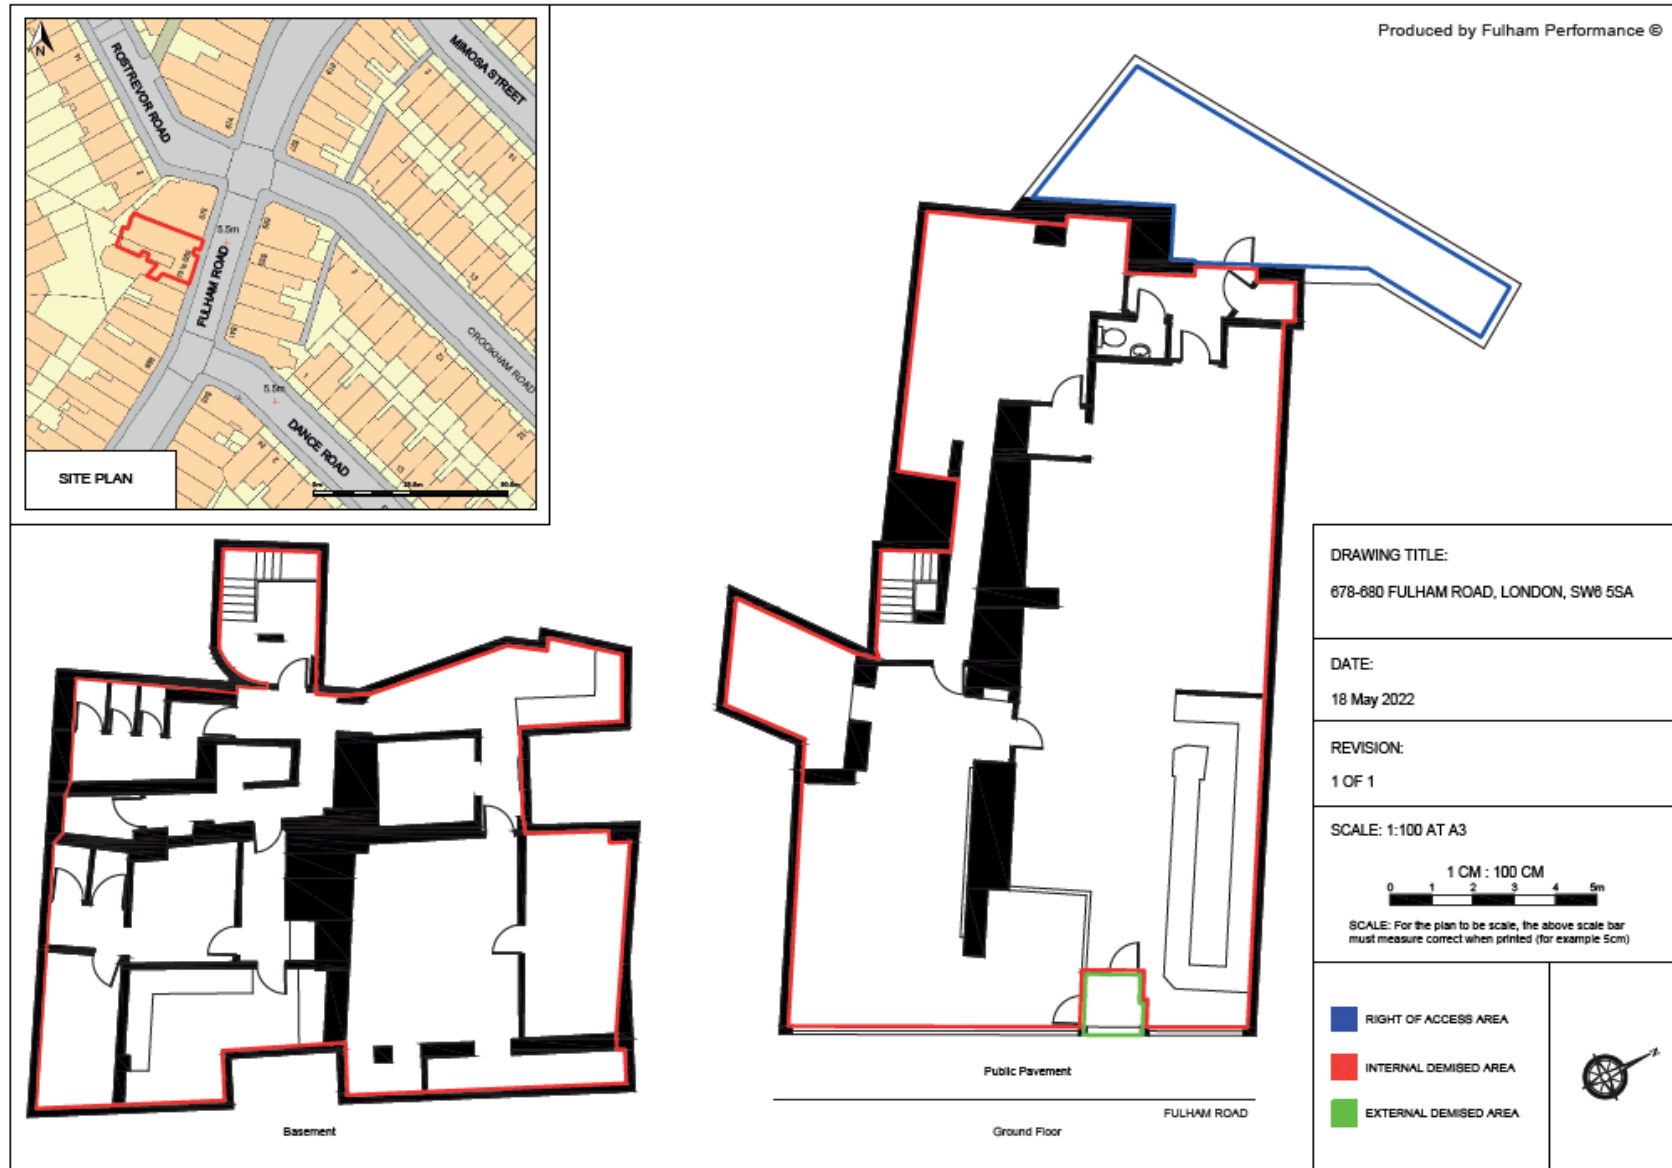 Produced by Fulham Performance ©
N
ROSTREVOR ROAD
MIMOSA STREET
FULHAM ROAD
5.5m
CROOKHAM ROAD
5.5m
DANCE ROAD
SITE PLAN
Basement
Public Pavement
FULHAM ROAD
Ground Floor
DRAWING TITLE:
678-680 FULHAM ROAD, LONDON, SW6 5SA
DATE:
18 May 2022
REVISION:
1 OF 1
SCALE: 1:100 AT A3
1 CM : 100 CM
0 1 2 3 4 5m
SCALE: For the plan to be scale, the above scale bar
must measure correct when printed (for example 5cm)
RIGHT OF ACCESS AREA
INTERNAL DEMISED AREA
EXTERNAL DEMISED AREA
N